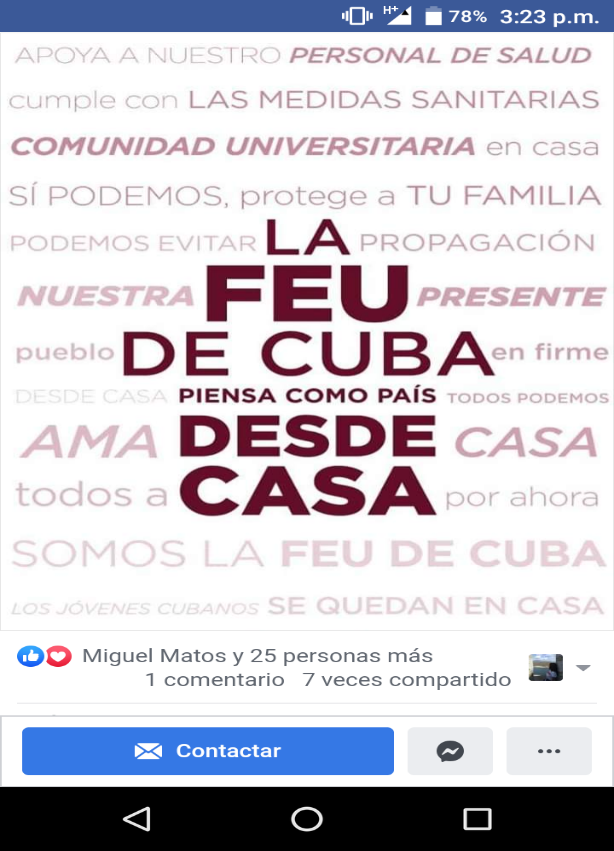 H+ 78% 3:23 p.m.
APOYA A NUESTRO PERSONAL DE SALUD
cumple con LAS MEDIDAS SANITARIAS
COMUNIDAD UNIVERSITARIA en casa
SÍ PODEMOS, protege a TU FAMILIA
PODEMOS EVITAR LA PROPAGACIÓN
NUESTRA FEU PRESENTE
pueblo DE CUBA en firme
DESDE CASA PIENSA COMO PAÍS TODOS PODEMOS
AMA DESDE CASA
todos a CASA por ahora
SOMOS LA FEU DE CUBA
LOS JÓVENES CUBANOS SE QUEDAN EN CASA
Miguel Matos y 25 personas más
1 comentario 7 veces compartido
Contactar